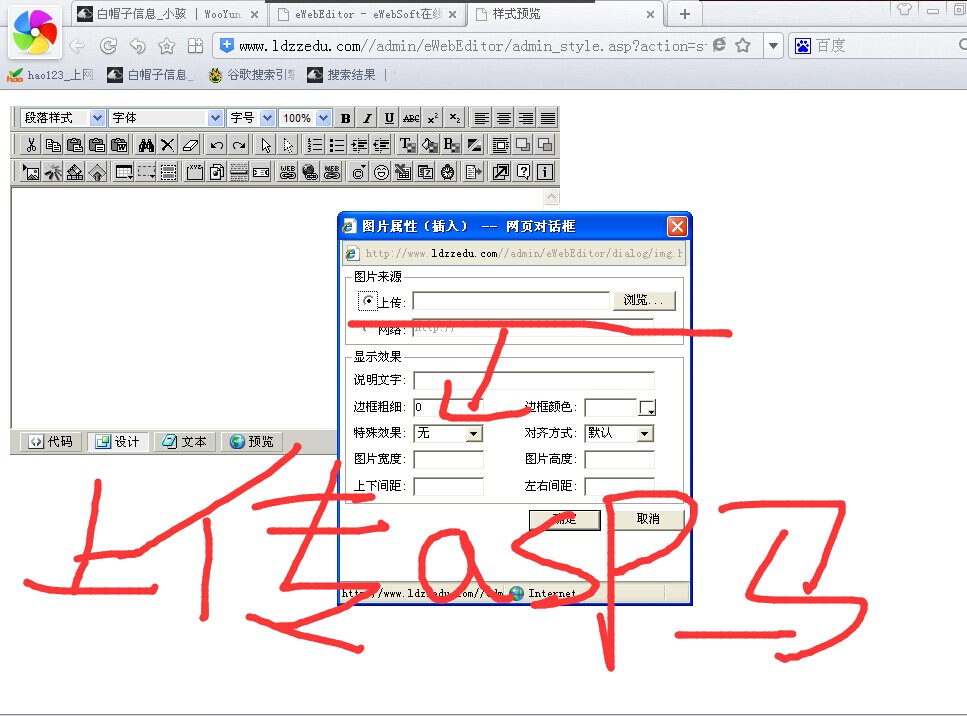 白帽子信息_小骇 | WooYun.
eWebEditor - eWebSoft在线
样式预览
www.ldzzedu.com//admin/eWebEditor/admin_style.asp?action=s
百度
hao123_上网
白帽子信息_
谷歌搜索引
搜索结果
段落样式 字体 字号 100% B I U ABC x² x₂
图片属性（插入） -- 网页对话框
http://www.ldzzedu.com//admin/eWebEditor/dialog/img.h
图片来源
上传: 浏览...
网络: http://
显示效果
说明文字:
边框粗细: 0 边框颜色:
特殊效果: 无 对齐方式: 默认
图片宽度: 图片高度:
上下间距: 左右间距:
确定 取消
http://www.ldzzedu.com//adm Internet
代码 设计 文本 预览
上传asp马